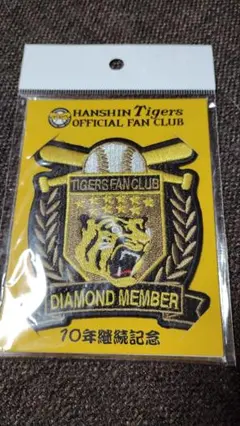 HANSHIN Tigers
OFFICIAL FAN CLUB
TIGERS FAN CLUB
DIAMOND MEMBER
10年継続記念